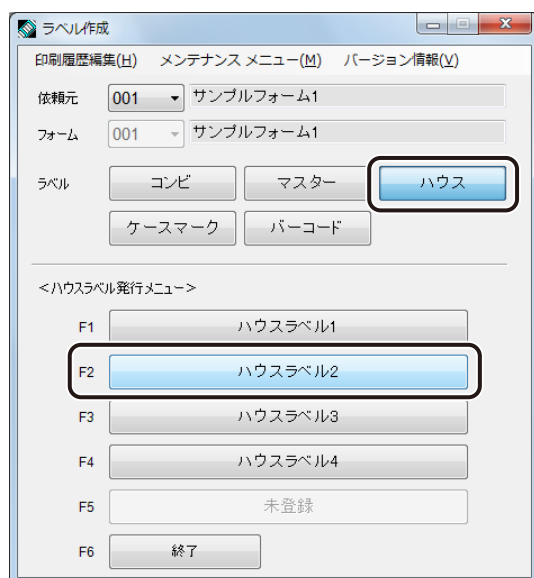 ラベル作成
印刷履歴編集(H) メンテナンス メニュー(M) バージョン情報(V)
依頼元 001 サンプルフォーム1
フォーム 001 サンプルフォーム1
ラベル コンビ マスター ハウス
ケースマーク バーコード
<ハウスラベル発行メニュー>
F1 ハウスラベル1
F2 ハウスラベル2
F3 ハウスラベル3
F4 ハウスラベル4
F5 未登録
F6 終了